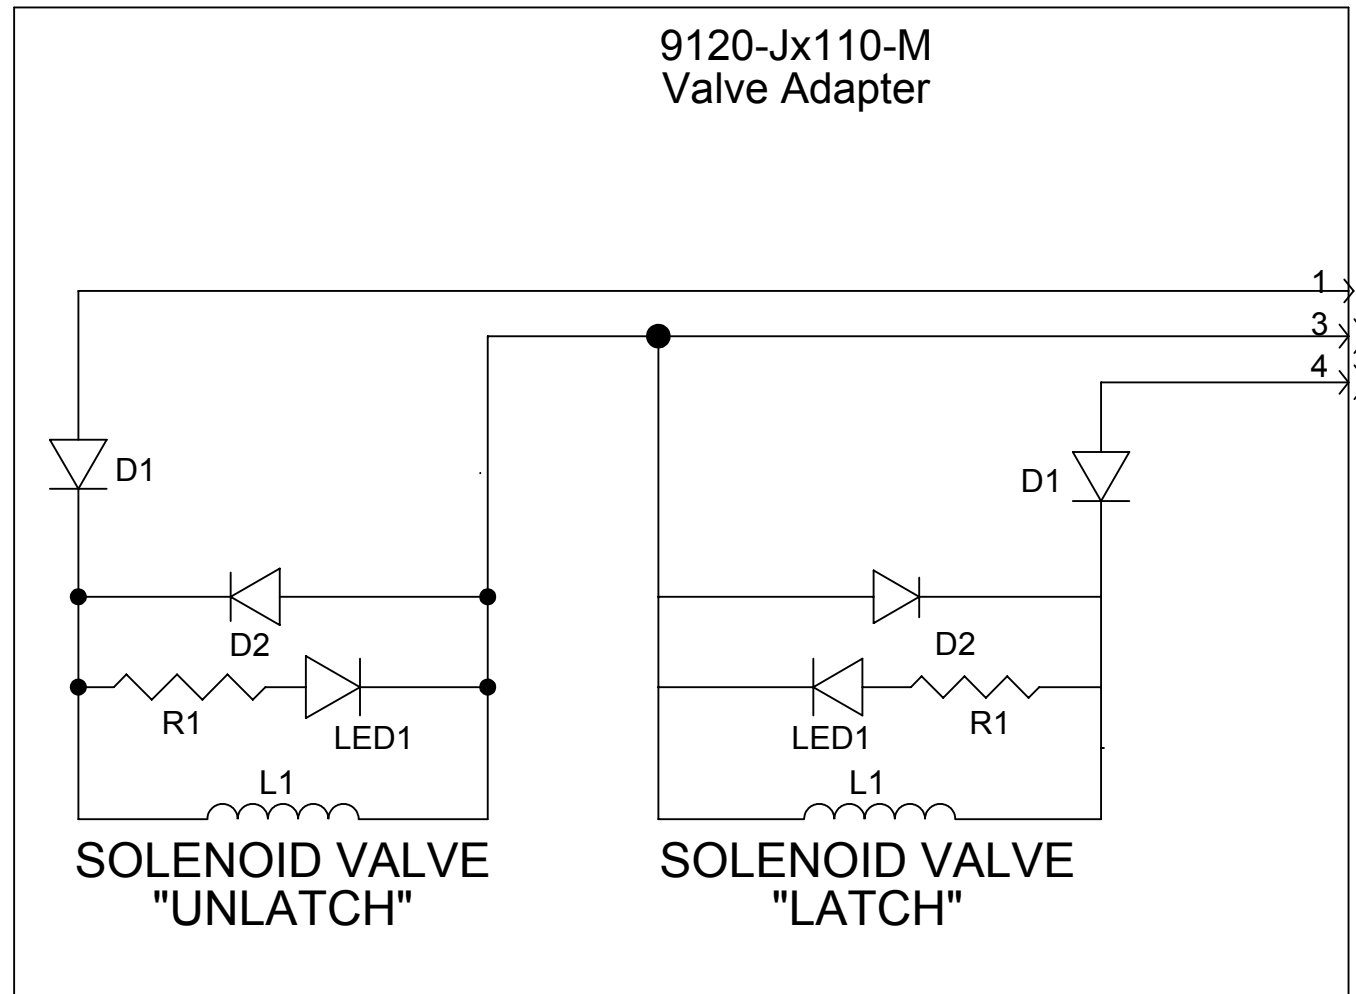 9120-Jx110-M
Valve Adapter
1
3
4
D1
D1
D2
D2
R1
LED1
LED1
R1
L1
L1
SOLENOID VALVE
"UNLATCH"
SOLENOID VALVE
"LATCH"